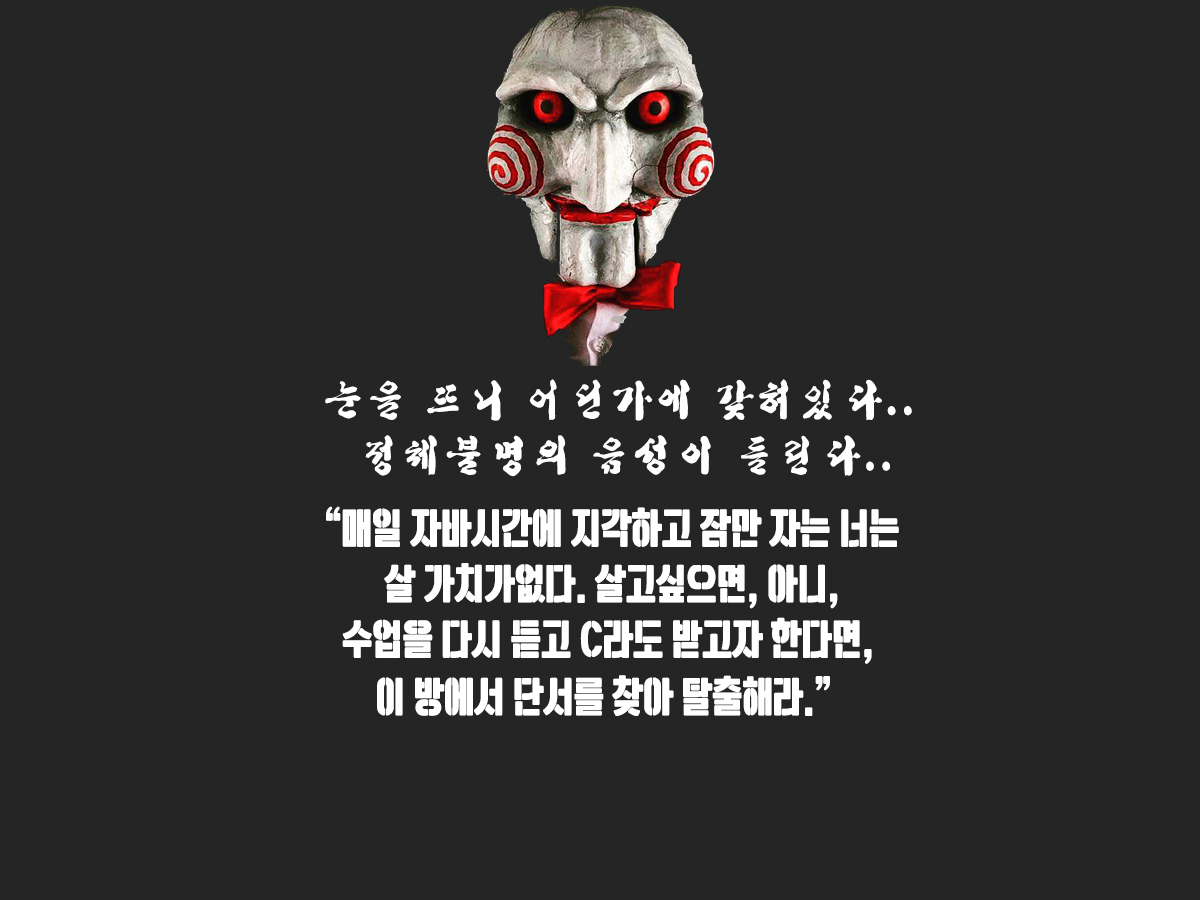 눈을 뜨니 어딘가에 갖혀있다..
정체불명의 음성이 들린다..
“매일 자바시간에 지각하고 잠만 자는 너는
살 가치가없다. 살고싶으면, 아니,
수업을 다시 듣고 C라도 받고자 한다면,
이 방에서 단서를 찾아 탈출해라.”